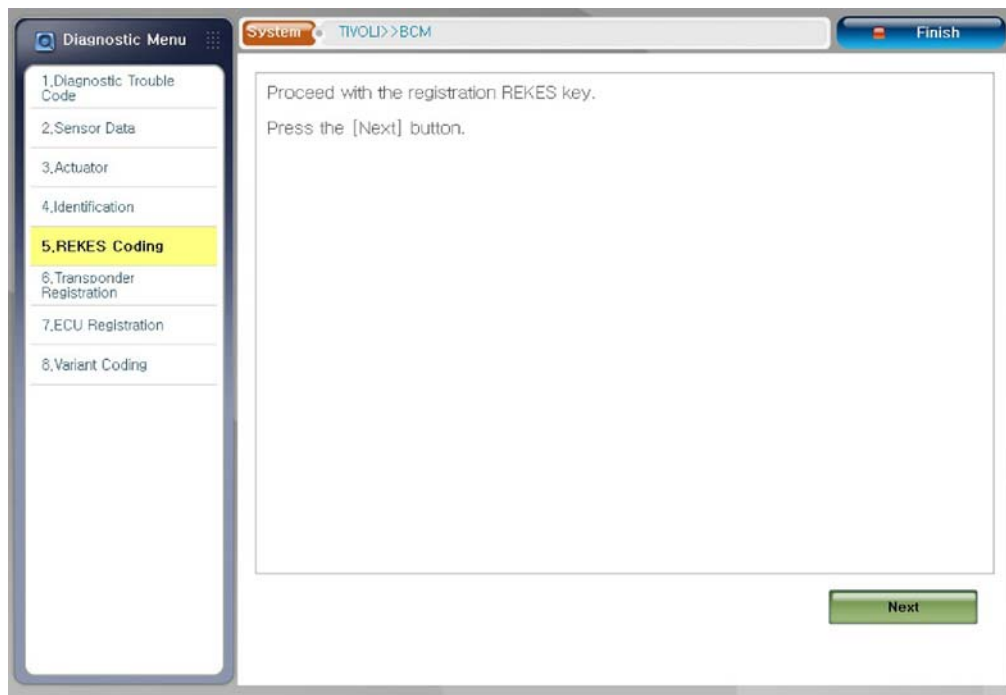 Diagnostic Menu
System
TIVOLI>>BCM
Finish
1.Diagnostic Trouble
Code
2.Sensor Data
3.Actuator
4.Identification
5.REKES Coding
6.Transponder
Registration
7.ECU Registration
8.Variant Coding
Proceed with the registration REKES key.
Press the [Next] button.
Next